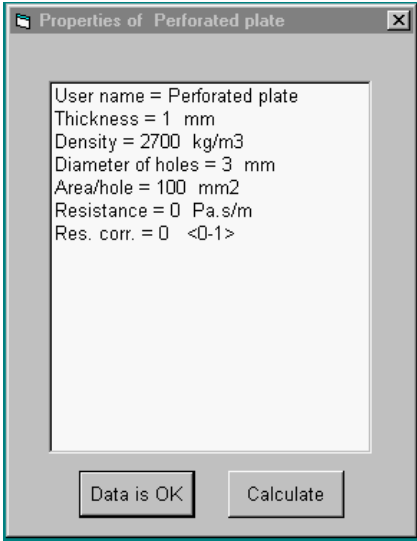 Properties of  Perforated plate
User name = Perforated plate
Thickness = 1  mm
Density = 2700  kg/m3
Diameter of holes = 3  mm
Area/hole = 100  mm2
Resistance = 0  Pa.s/m
Res. corr. = 0   <0-1>
Data is OK
Calculate